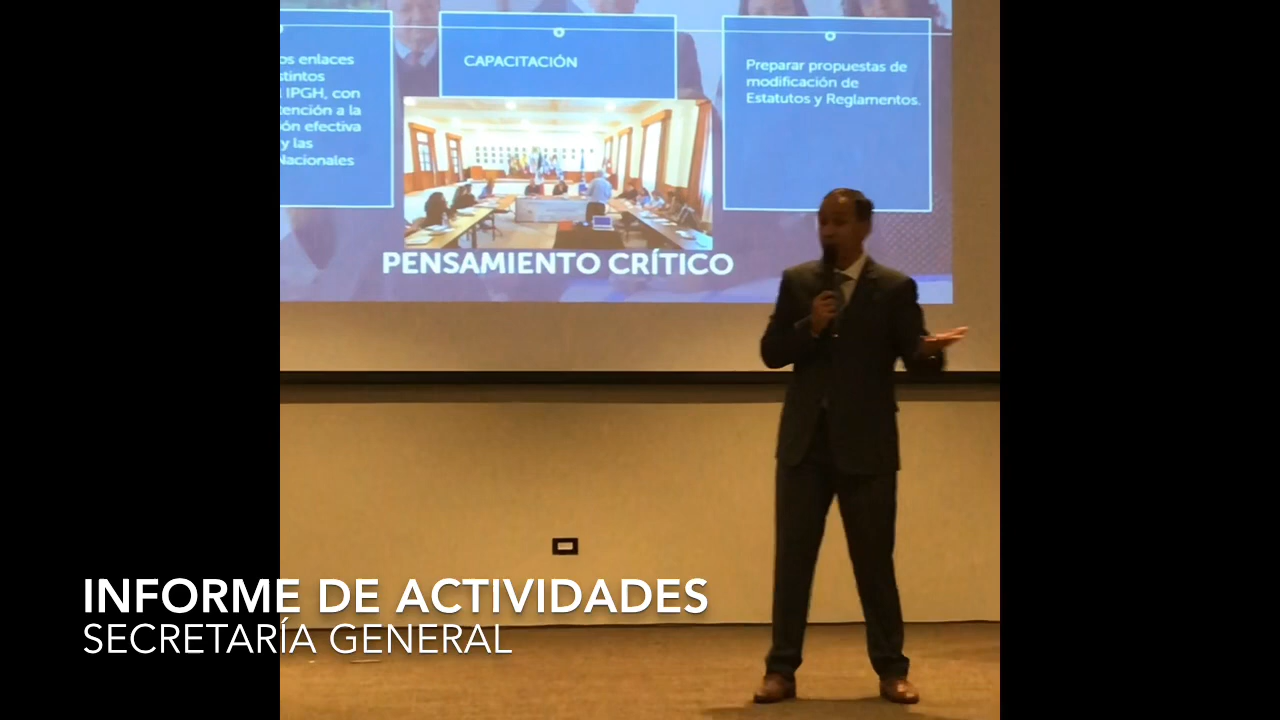 os enlaces
stintos
l IPGH, con
tención a la
ión efectiva
y las
Nacionales
CAPACITACIÓN
Preparar propuestas de
modificación de
Estatutos y Reglamentos.
PENSAMIENTO CRÍTICO
INFORME DE ACTIVIDADES
SECRETARÍA GENERAL